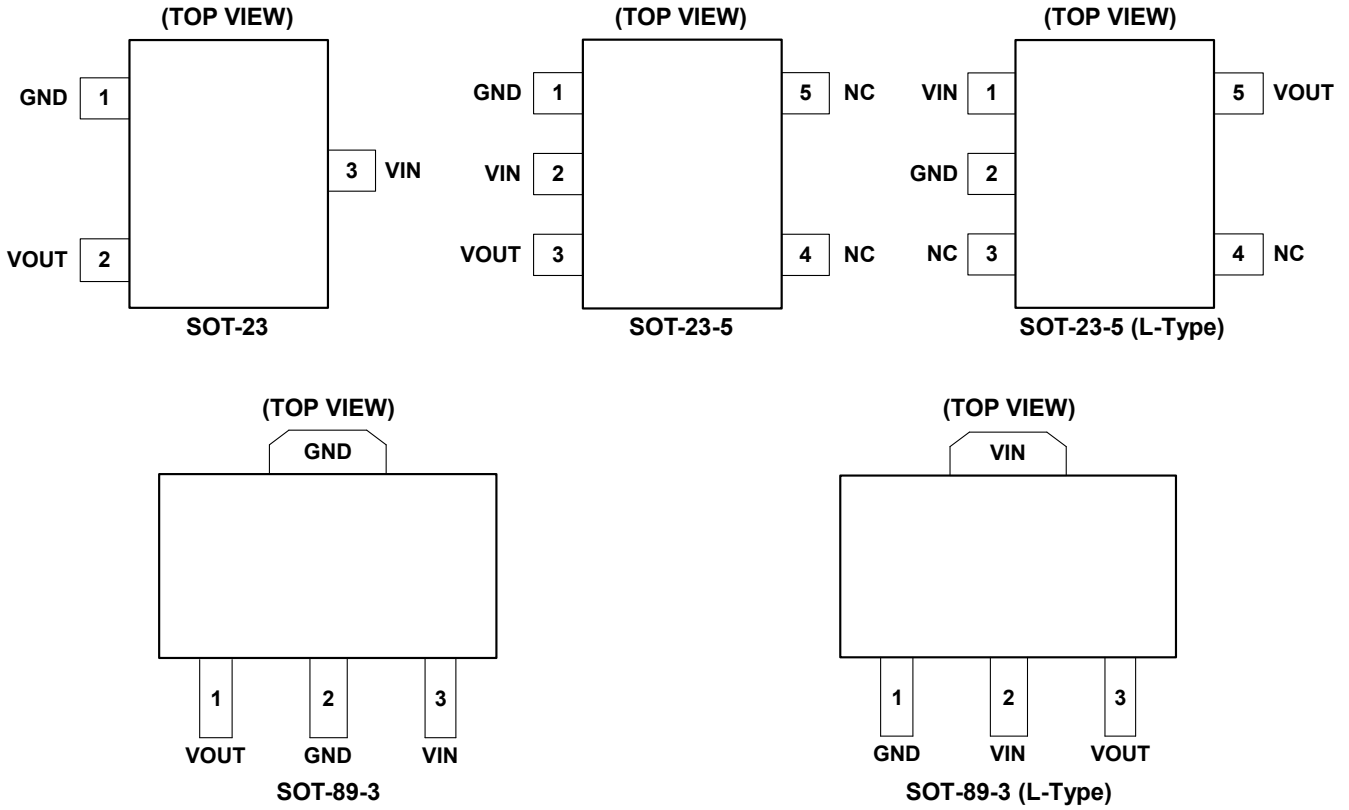 (TOP VIEW)
GND 1
3 VIN
VOUT 2
SOT-23
(TOP VIEW)
GND 1
5 NC
VIN 2
VOUT 3
4 NC
SOT-23-5
(TOP VIEW)
VIN 1
5 VOUT
GND 2
NC 3
4 NC
SOT-23-5 (L-Type)
(TOP VIEW)
GND
1 2 3
VOUT GND VIN
SOT-89-3
(TOP VIEW)
VIN
1 2 3
GND VIN VOUT
SOT-89-3 (L-Type)